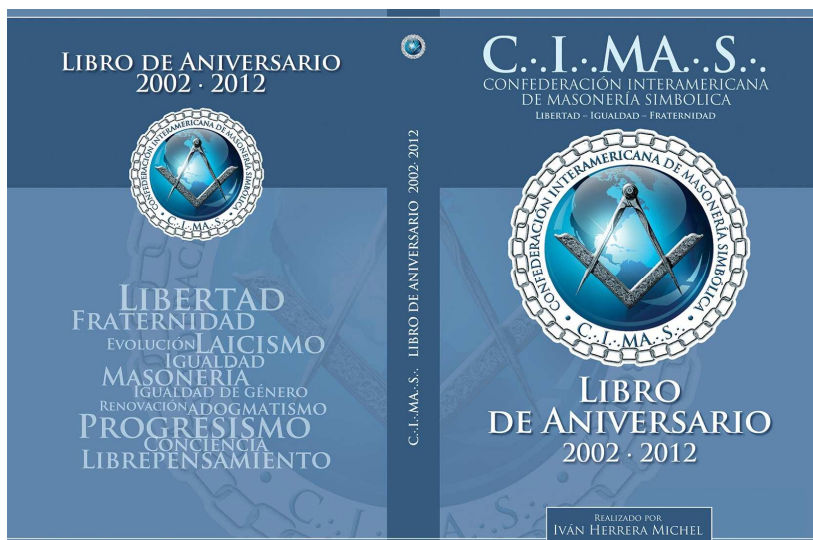 LIBRO DE ANIVERSARIO
2002 · 2012
CONFEDERACIÓN INTERAMERICANA DE MASONERÍA SIMBÓLICA
· C.·.I.·.MA.·.S.·. ·
LIBERTAD
FRATERNIDAD
EVOLUCIÓN LAICISMO
IGUALDAD
MASONERIA
IGUALDAD DE GÉNERO
RENOVACIÓN ADOGMATISMO
PROGRESISMO
CONCIENCIA
LIBREPENSAMIENTO
C.·.I.·.MA.·.S.·. LIBRO DE ANIVERSARIO 2002· 2012
C.·.I.·.MA.·.S.·.
CONFEDERACIÓN INTERAMERICANA
DE MASONERÍA SIMBOLICA
LIBERTAD – IGUALDAD – FRATERNIDAD
CONFEDERACIÓN INTERAMERICANA DE MASONERÍA SIMBÓLICA
· C.·.I.·.MA.·.S.·. ·
LIBRO
DE ANIVERSARIO
2002 · 2012
REALIZADO POR
IVÁN HERRERA MICHEL